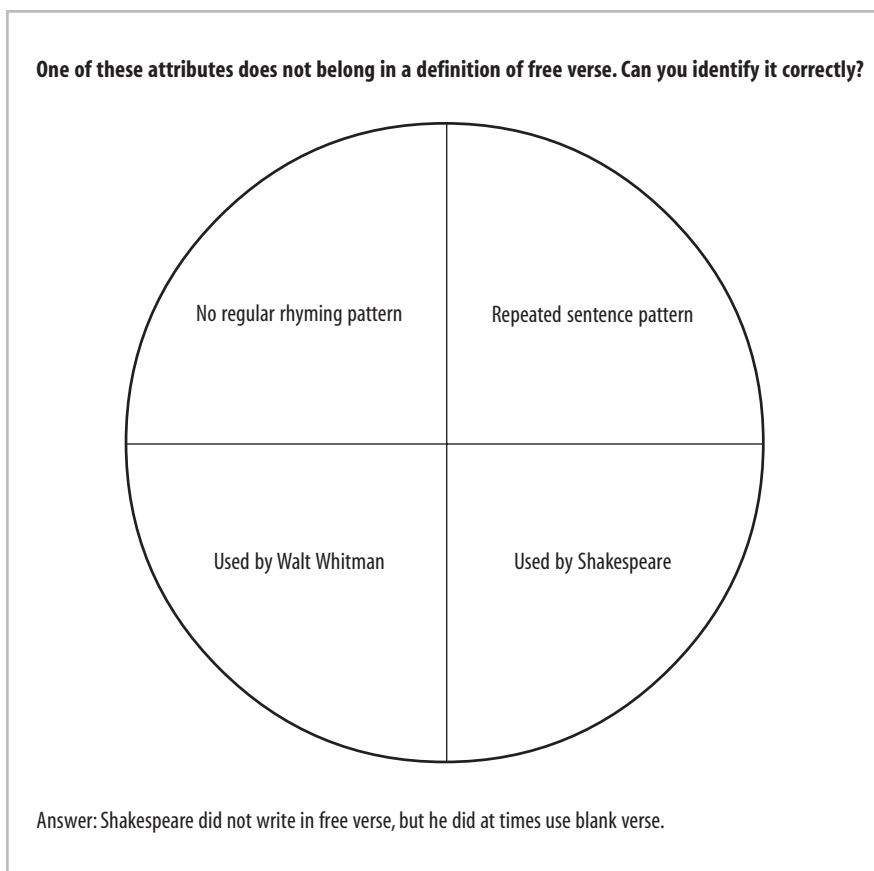 One of these attributes does not belong in a definition of free verse. Can you identify it correctly?
No regular rhyming pattern
Repeated sentence pattern
Used by Walt Whitman
Used by Shakespeare
Answer: Shakespeare did not write in free verse, but he did at times use blank verse.